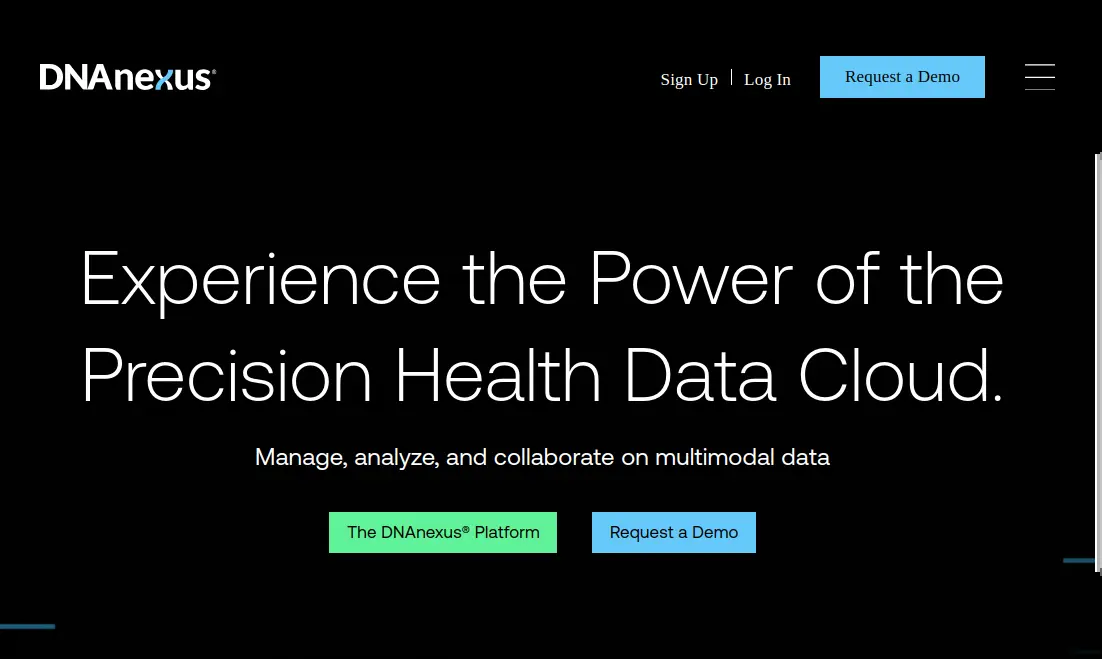 DNAnexus®
Sign Up | Log In
Request a Demo
Experience the Power of the
Precision Health Data Cloud.
Manage, analyze, and collaborate on multimodal data
The DNAnexus® Platform
Request a Demo